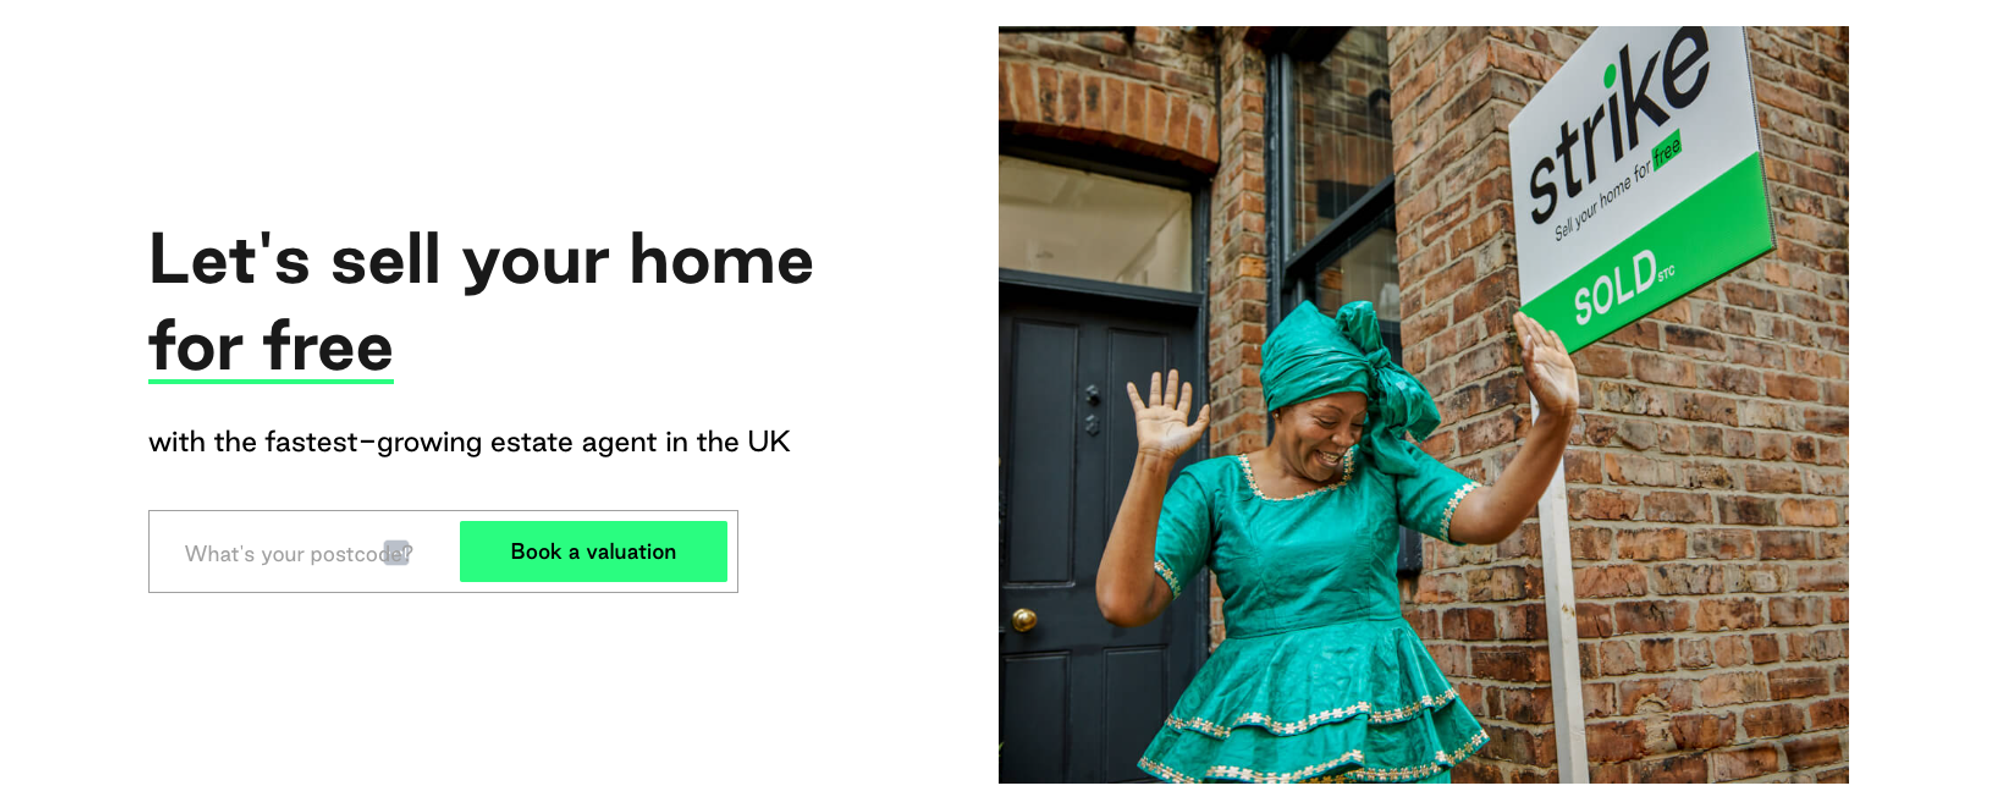 Let's sell your home
for free
with the fastest-growing estate agent in the UK
What's your postcode?
Book a valuation
strike
Sell your home for free
SOLD STC